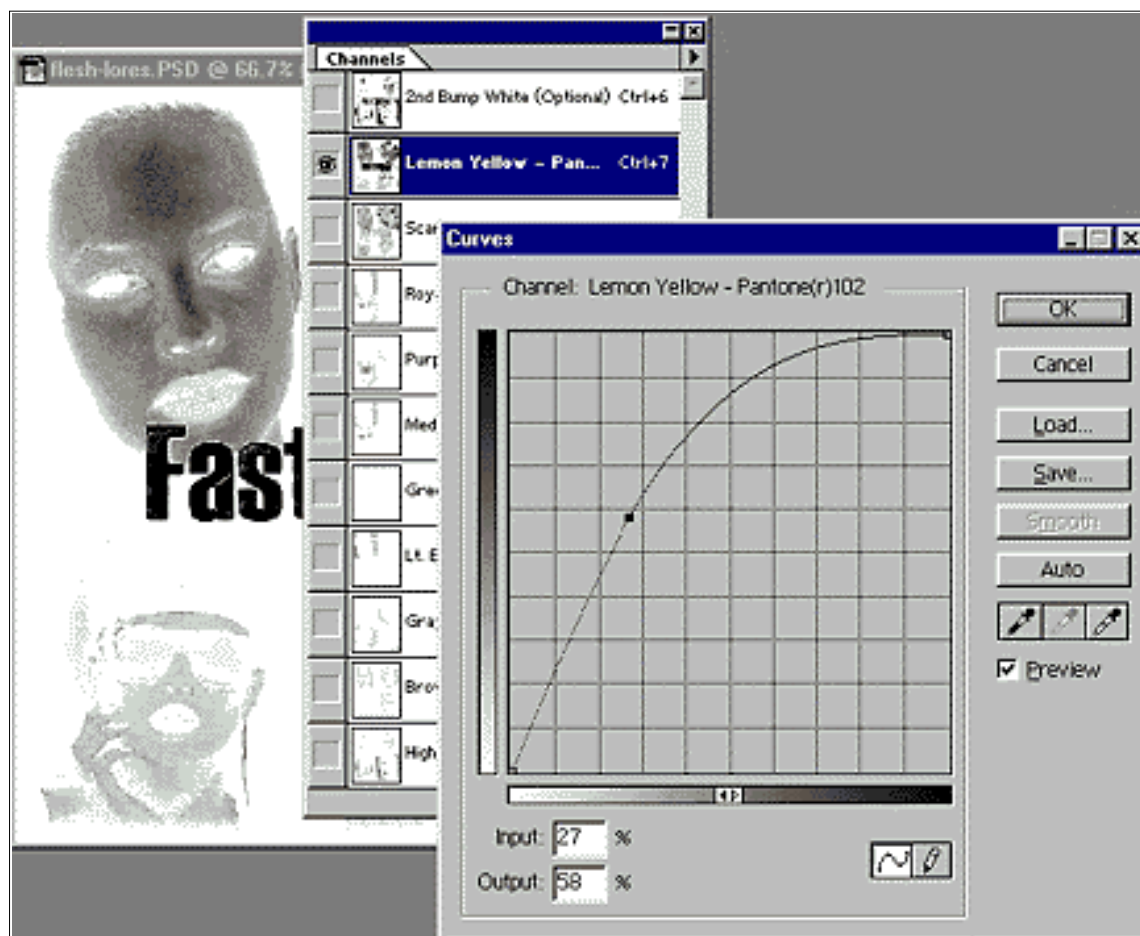 flesh-lores.PSD @ 66.7%
Fast
Channels
2nd Bump White (Optional) Ctrl+6
Lemon Yellow - Pan... Ctrl+7
Scar
Roy-
Purp
Med
Gre
Lt. E
Gra
Brov
High
Curves
Channel: Lemon Yellow - Pantone(r)102
OK
Cancel
Load...
Save...
Smooth
Auto
Preview
Input: 27 %
Output: 58 %